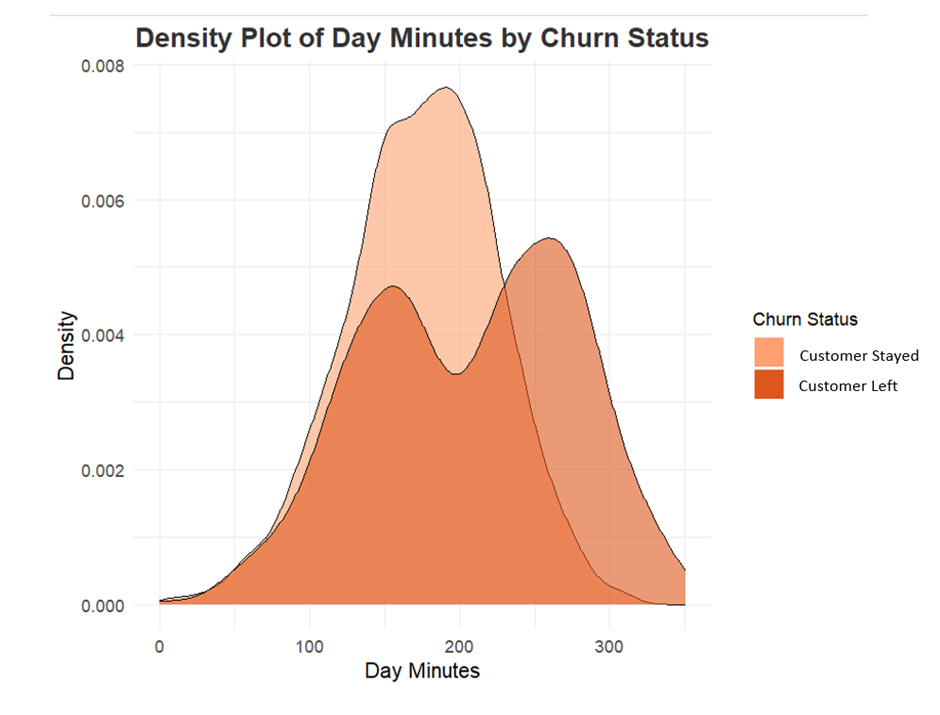 Density Plot of Day Minutes by Churn Status
0.008
0.006
0.004
0.002
0.000
Density
0 100 200 300
Day Minutes
Churn Status
Customer Stayed
Customer Left